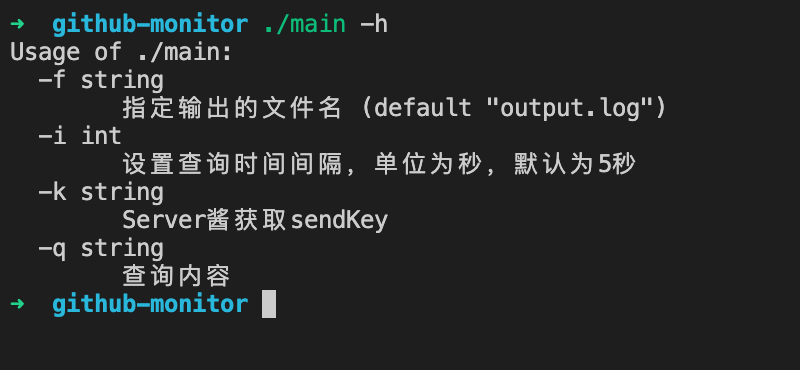 ➜ github-monitor ./main -h
Usage of ./main:
-f string
指定输出的文件名 (default "output.log")
-i int
设置查询时间间隔，单位为秒，默认为5秒
-k string
Server酱获取sendKey
-q string
查询内容
➜ github-monitor